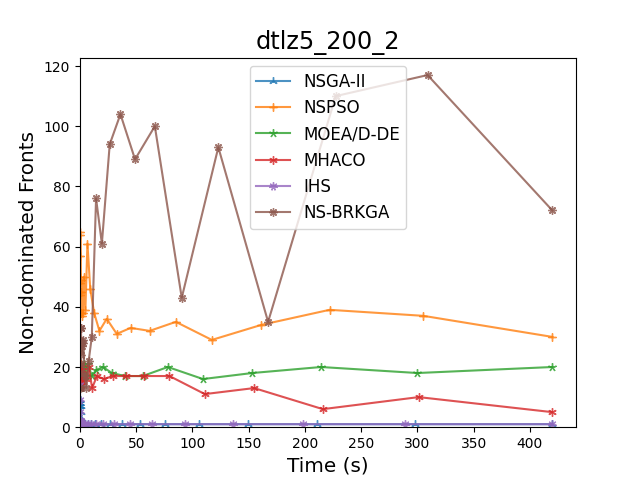 dtlz5_200_2
Non-dominated Fronts
120
100
80
60
40
20
0
NSGA-II
NSPSO
MOEA/D-DE
MHACO
IHS
NS-BRKGA
0 50 100 150 200 250 300 350 400
Time (s)